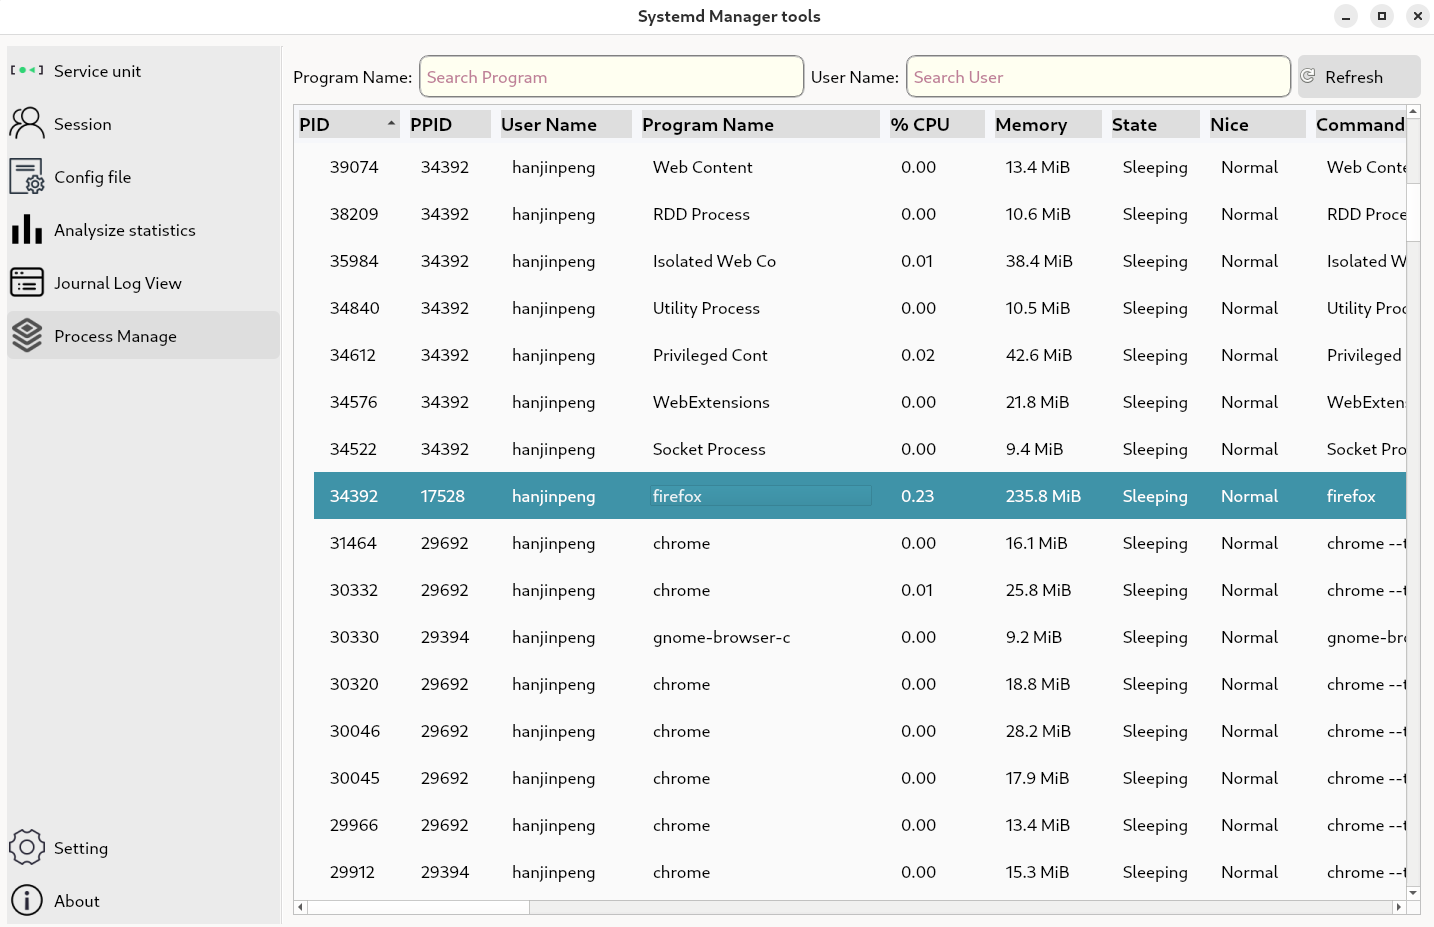 Systemd Manager tools
Service unit
Session
Config file
Analysize statistics
Journal Log View
Process Manage
Setting
About
Program Name: Search Program User Name: Search User Refresh
PID PPID User Name Program Name % CPU Memory State Nice Command
39074 34392 hanjinpeng Web Content 0.00 13.4 MiB Sleeping Normal Web Conte
38209 34392 hanjinpeng RDD Process 0.00 10.6 MiB Sleeping Normal RDD Proce
35984 34392 hanjinpeng Isolated Web Co 0.01 38.4 MiB Sleeping Normal Isolated W
34840 34392 hanjinpeng Utility Process 0.00 10.5 MiB Sleeping Normal Utility Proc
34612 34392 hanjinpeng Privileged Cont 0.02 42.6 MiB Sleeping Normal Privileged
34576 34392 hanjinpeng WebExtensions 0.00 21.8 MiB Sleeping Normal WebExten
34522 34392 hanjinpeng Socket Process 0.00 9.4 MiB Sleeping Normal Socket Pro
34392 17528 hanjinpeng firefox 0.23 235.8 MiB Sleeping Normal firefox
31464 29692 hanjinpeng chrome 0.00 16.1 MiB Sleeping Normal chrome --t
30332 29692 hanjinpeng chrome 0.01 25.8 MiB Sleeping Normal chrome --t
30330 29394 hanjinpeng gnome-browser-c 0.00 9.2 MiB Sleeping Normal gnome-bro
30320 29692 hanjinpeng chrome 0.00 18.8 MiB Sleeping Normal chrome --t
30046 29692 hanjinpeng chrome 0.00 28.2 MiB Sleeping Normal chrome --t
30045 29692 hanjinpeng chrome 0.00 17.9 MiB Sleeping Normal chrome --t
29966 29692 hanjinpeng chrome 0.00 13.4 MiB Sleeping Normal chrome --t
29912 29394 hanjinpeng chrome 0.00 15.3 MiB Sleeping Normal chrome --t